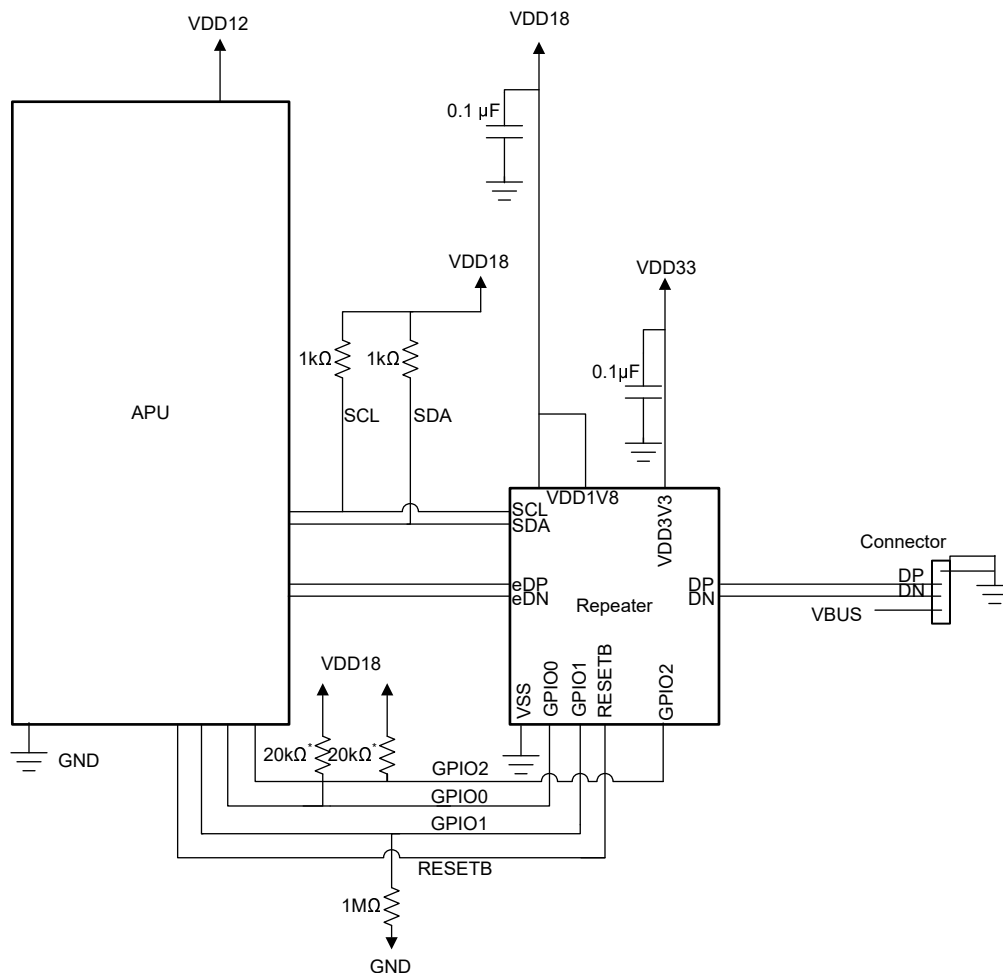 VDD12
VDD18
0.1 µF
VDD18
VDD33
1kΩ
1kΩ
0.1µF
APU
SCL
SDA
VDD1V8
VDD3V3
SCL
SDA
Connector
eDP
eDN
Repeater
DP
DN
DP
DN
VBUS
VDD18
VSS
GPIO0
GPIO1
RESETB
GPIO2
GND
20kΩ*
20kΩ*
GPIO2
GPIO0
GPIO1
RESETB
1MΩ
GND